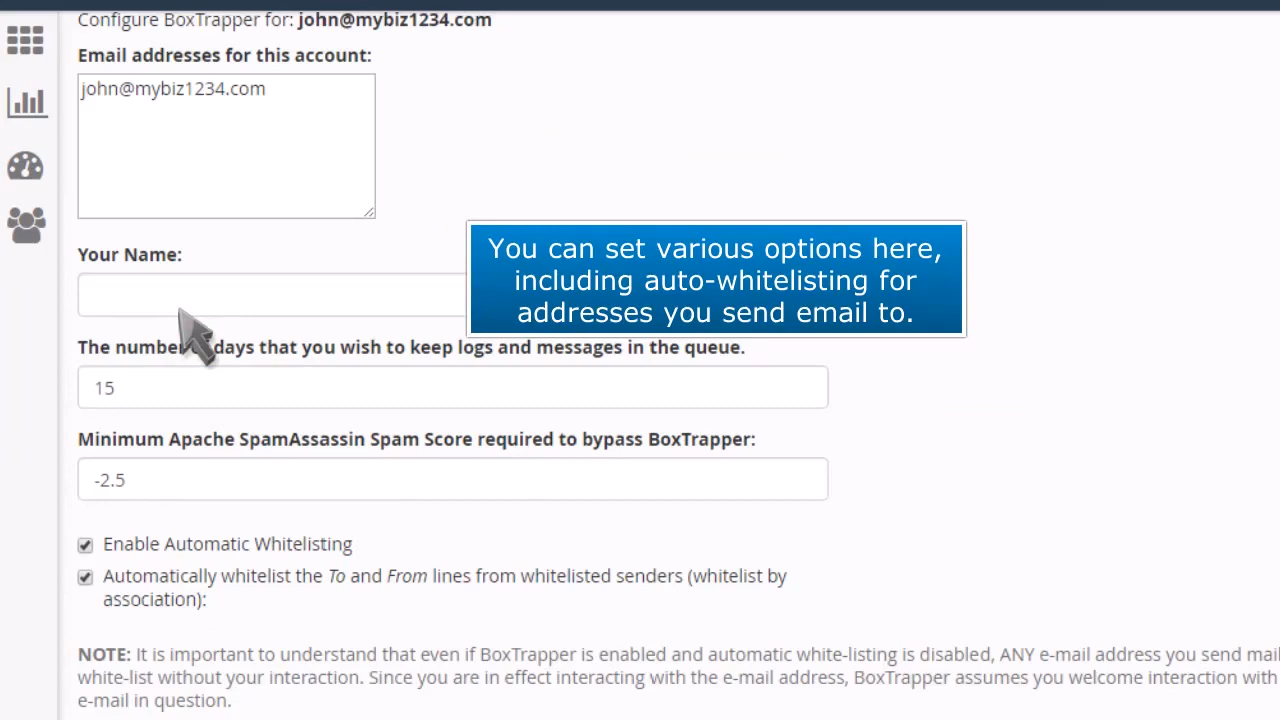 Configure BoxTrapper for: john@mybiz1234.com
Email addresses for this account:
john@mybiz1234.com
Your Name:
You can set various options here,
including auto-whitelisting for
addresses you send email to.
The number days that you wish to keep logs and messages in the queue.
15
Minimum Apache SpamAssassin Spam Score required to bypass BoxTrapper:
-2.5
Enable Automatic Whitelisting
Automatically whitelist the To and From lines from whitelisted senders (whitelist by
association):
NOTE: It is important to understand that even if BoxTrapper is enabled and automatic white-listing is disabled, ANY e-mail address you send mail
white-list without your interaction. Since you are in effect interacting with the e-mail address, BoxTrapper assumes you welcome interaction with
e-mail in question.